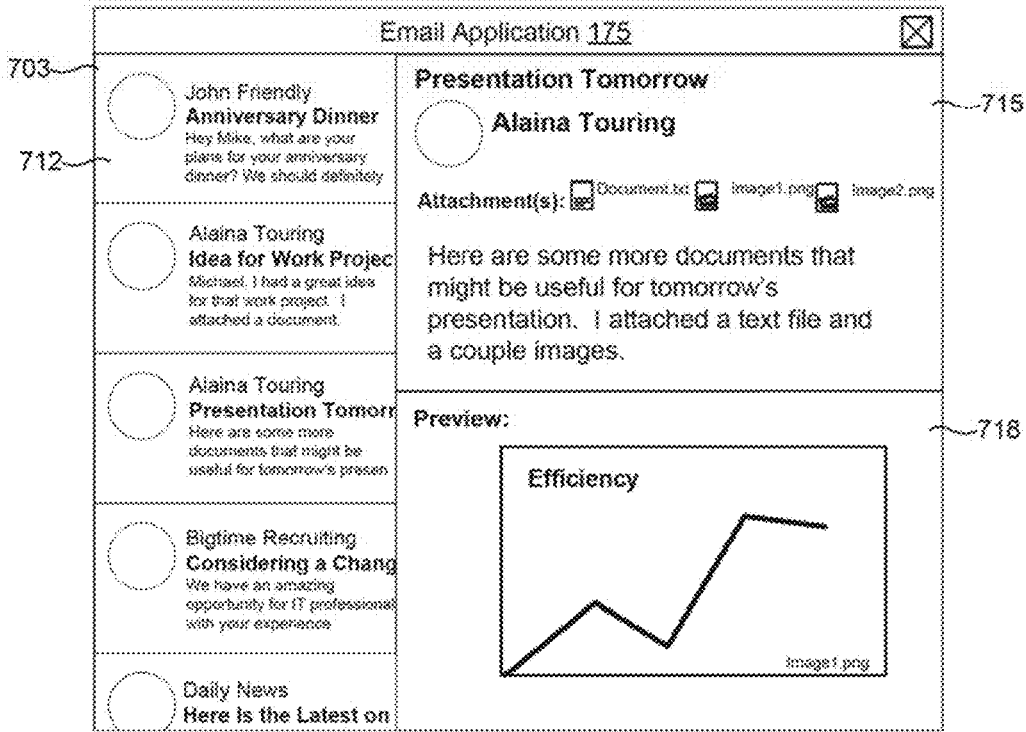 Email Application 175
703
712
John Friendly
Anniversary Dinner
Hey Mike, what are your
plans for your anniversary
dinner? We should definitely
Alaina Touring
Idea for Work Projec
Michael, I had a great idea
for that work project. I
attached a document.
Alaina Touring
Presentation Tomorr
Here are some more
documents that might be
useful for tomorrow's presen
Bigtime Recruiting
Considering a Chang
We have an amazing
opportunity for IT professional
with your experience
Daily News
Here Is the Latest on
Presentation Tomorrow
715
Alaina Touring
Attachment(s): Document.txt Image1.png Image2.png
Here are some more documents that
might be useful for tomorrow's
presentation. I attached a text file and
a couple images.
Preview:
718
Efficiency
Image1.png